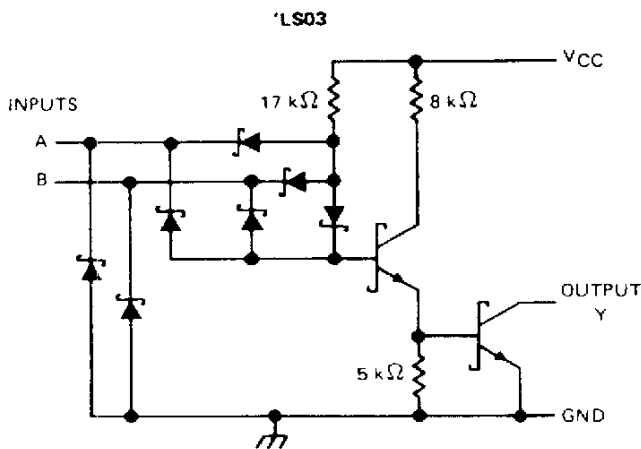 'LS03
VCC
17 kΩ
8 kΩ
INPUTS
A
B
OUTPUT
Y
5 kΩ
GND